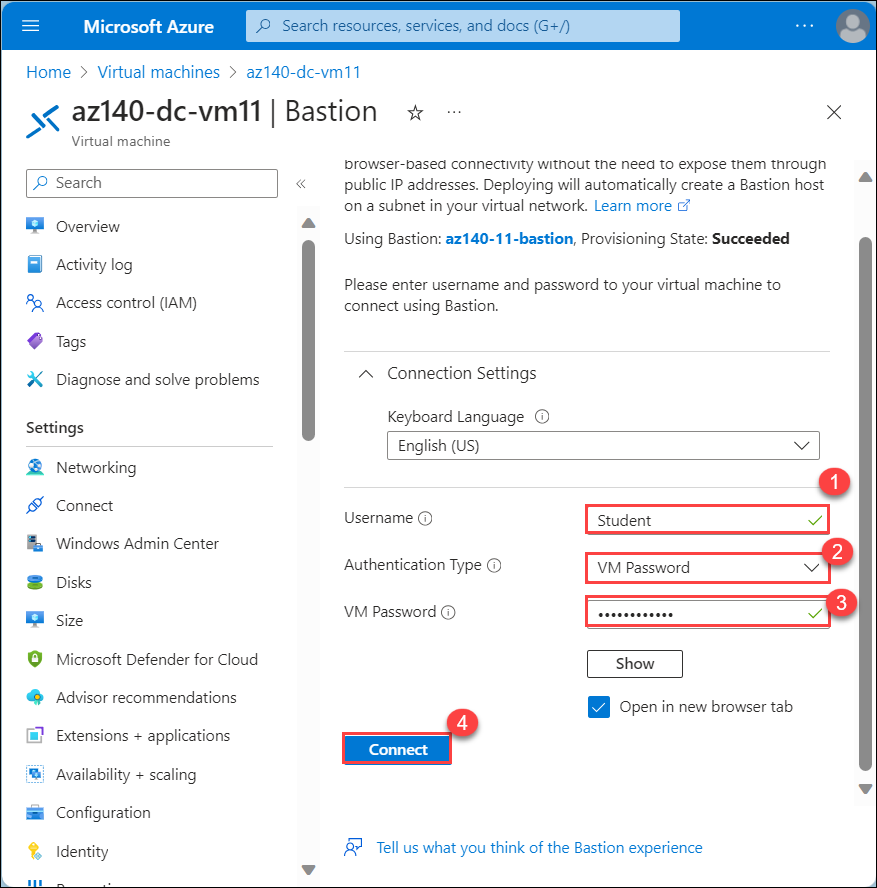 Microsoft Azure
Search resources, services, and docs (G+/)
...
Home > Virtual machines > az140-dc-vm11
az140-dc-vm11 | Bastion
...
Virtual machine
Search
«
Overview
Activity log
Access control (IAM)
Tags
Diagnose and solve problems
Settings
Networking
Connect
Windows Admin Center
Disks
Size
Microsoft Defender for Cloud
Advisor recommendations
Extensions + applications
Availability + scaling
Configuration
Identity
browser-based connectivity without the need to expose them through
public IP addresses. Deploying will automatically create a Bastion host
on a subnet in your virtual network. Learn more
Using Bastion: az140-11-bastion, Provisioning State: Succeeded
Please enter username and password to your virtual machine to
connect using Bastion.
Connection Settings
Keyboard Language
English (US)
1
Username
Student
2
Authentication Type
VM Password
3
VM Password
••••••••••••
Show
Open in new browser tab
4
Connect
Tell us what you think of the Bastion experience